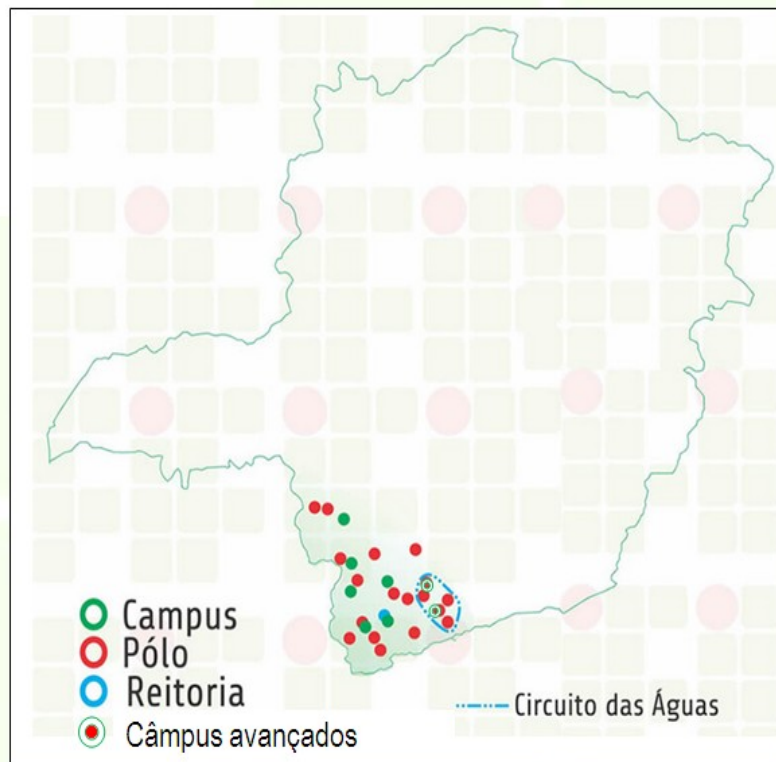 Campus
Pólo
Reitoria
Circuito das Águas
Câmpus avançados